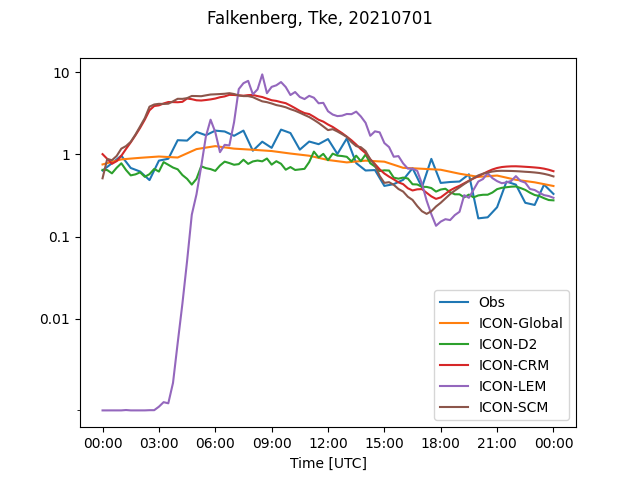 Falkenberg, Tke, 20210701
10
1
0.1
0.01
Obs
ICON-Global
ICON-D2
ICON-CRM
ICON-LEM
ICON-SCM
00:00 03:00 06:00 09:00 12:00 15:00 18:00 21:00 00:00
Time [UTC]